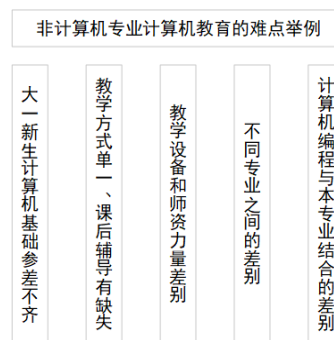 非计算机专业计算机教育的难点举例
大一新生计算机基础参差不齐
教学方式单一、课后辅导有缺失
教学设备和师资力量差别
不同专业之间的差别
计算机编程与本专业结合的差别